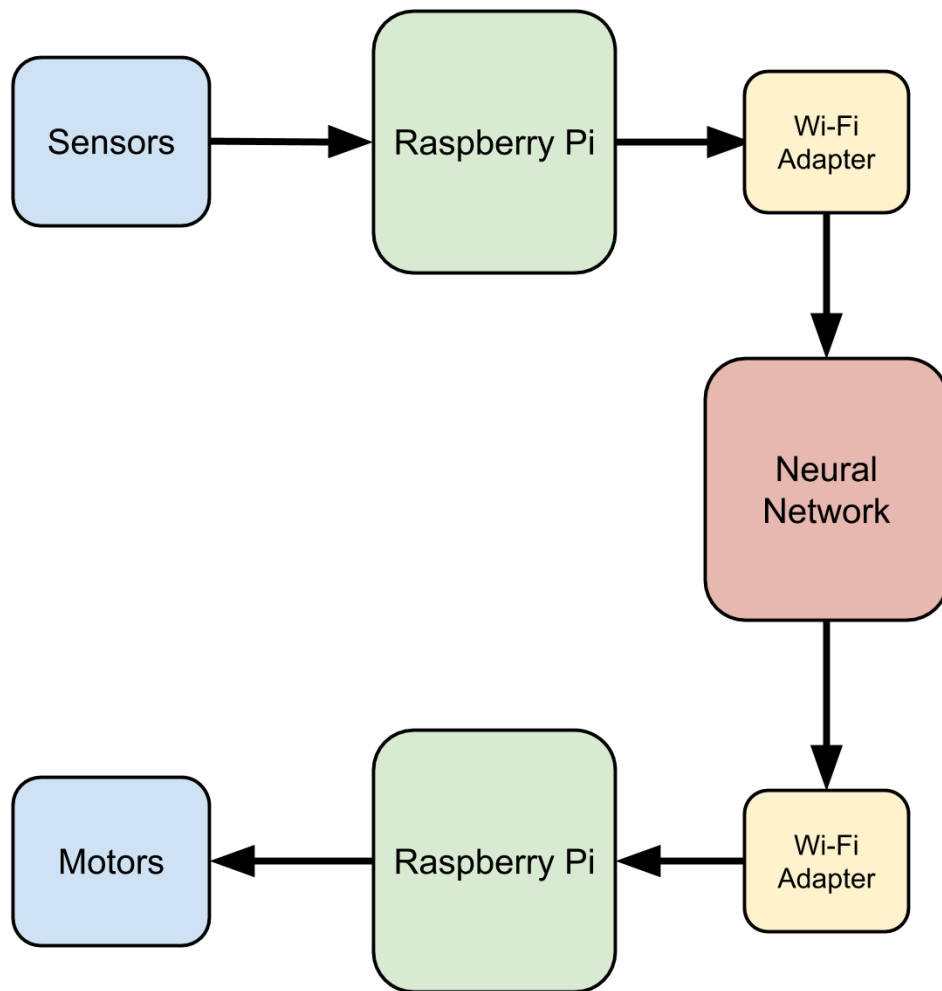 Sensors
Raspberry Pi
Wi-Fi
Adapter
Neural
Network
Motors
Raspberry Pi
Wi-Fi
Adapter